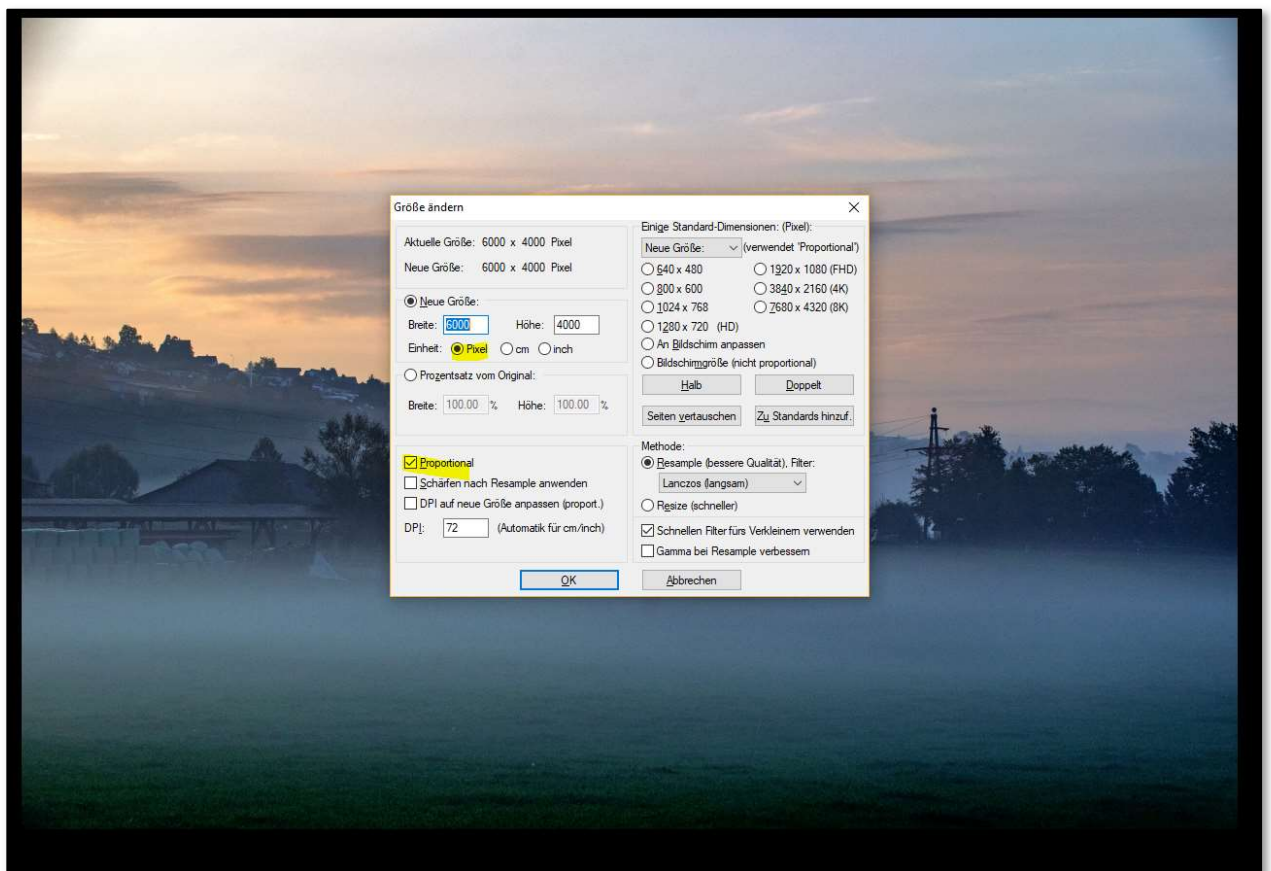 Größe ändern
Aktuelle Größe: 6000 x 4000 Pixel
Neue Größe: 6000 x 4000 Pixel
Neue Größe:
Breite: 6000 Höhe: 4000
Einheit: Pixel cm inch
Prozentsatz vom Original:
Breite: 100.00 % Höhe: 100.00 %
Proportional
Schärfen nach Resample anwenden
DPI auf neue Größe anpassen (proport.)
DPI: 72 (Automatik für cm/inch)
Einige Standard-Dimensionen: (Pixel):
Neue Größe: (verwendet 'Proportional')
640 x 480 1920 x 1080 (FHD)
800 x 600 3840 x 2160 (4K)
1024 x 768 7680 x 4320 (8K)
1280 x 720 (HD)
An Bildschirm anpassen
Bildschirmgröße (nicht proportional)
Halb Doppelt
Seiten vertauschen Zu Standards hinzuf.
Methode:
Resample (bessere Qualität), Filter:
Lanczos (langsam)
Resize (schneller)
Schnellen Filter fürs Verkleinern verwenden
Gamma bei Resample verbessern
OK Abbrechen